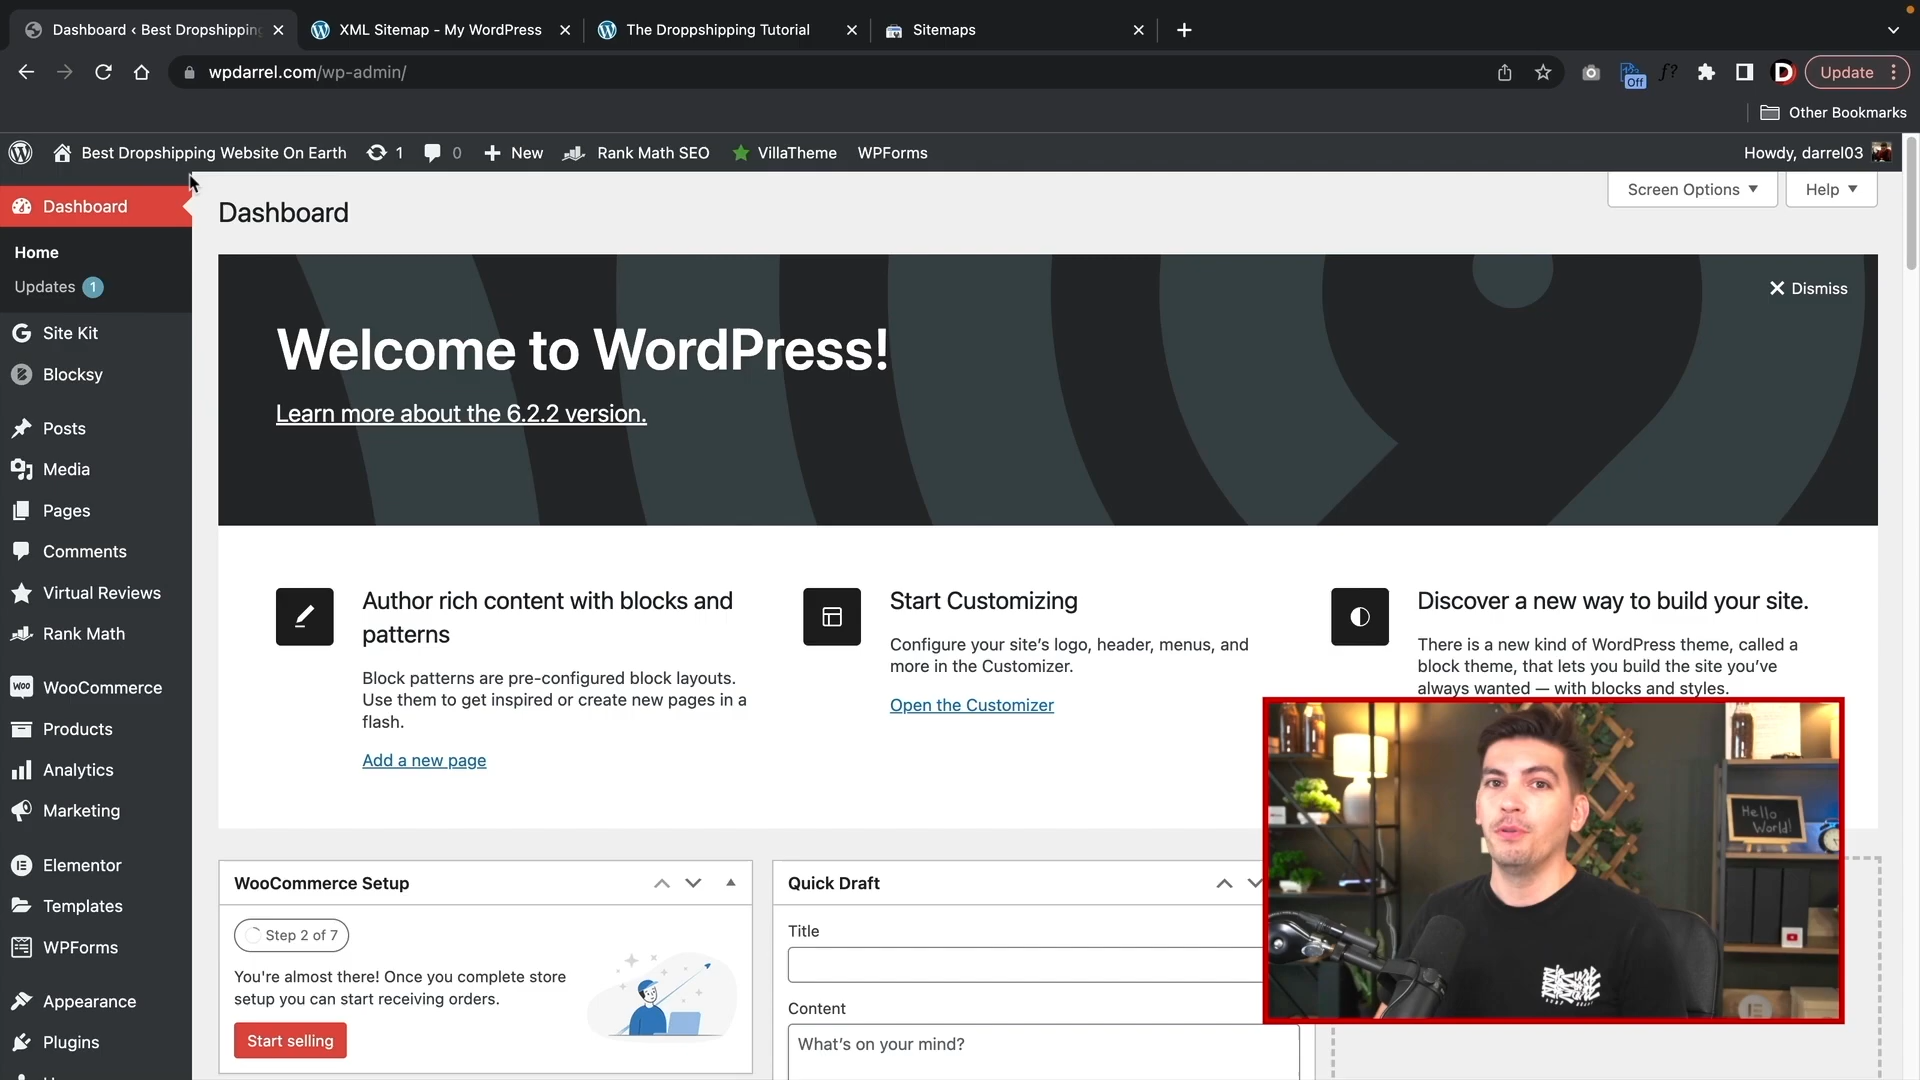 Dashboard ‹ Best Dropshipping
XML Sitemap - My WordPress
The Droppshipping Tutorial
Sitemaps
wpdarrel.com/wp-admin/
Off
f?
D
Update
Other Bookmarks
Best Dropshipping Website On Earth
1
0
New
Rank Math SEO
VillaTheme
WPForms
Howdy, darrel03
Dashboard
Home
Updates 1
Site Kit
Blocksy
Posts
Media
Pages
Comments
Virtual Reviews
Rank Math
WooCommerce
Products
Analytics
Marketing
Elementor
Templates
WPForms
Appearance
Plugins
Dashboard
Screen Options
Help
Dismiss
Welcome to WordPress!
Learn more about the 6.2.2 version.
Author rich content with blocks and
patterns
Block patterns are pre-configured block layouts.
Use them to get inspired or create new pages in a
flash.
Add a new page
Start Customizing
Configure your site's logo, header, menus, and
more in the Customizer.
Open the Customizer
Discover a new way to build your site.
There is a new kind of WordPress theme, called a
block theme, that lets you build the site you've
always wanted — with blocks and styles.
WooCommerce Setup
Step 2 of 7
You're almost there! Once you complete store
setup you can start receiving orders.
Start selling
Quick Draft
Title
Content
What's on your mind?
Hello
World!